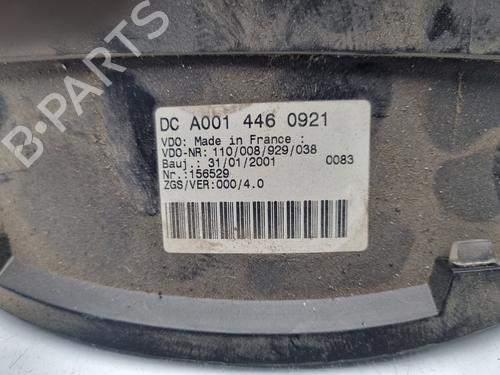 DC A001 446 0921
VDO: Made in France :
VDO-NR: 110/008/929/038
Bauj.: 31/01/2001 0083
Nr.:156529
ZGS/VER:000/4.0
B-PARTS